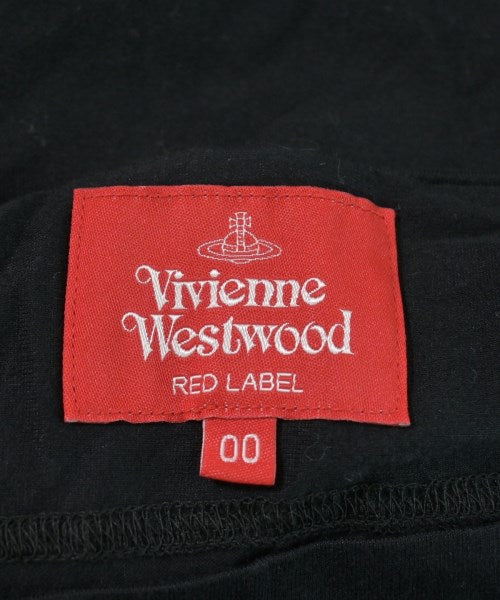 Vivienne
Westwood
RED LABEL
00